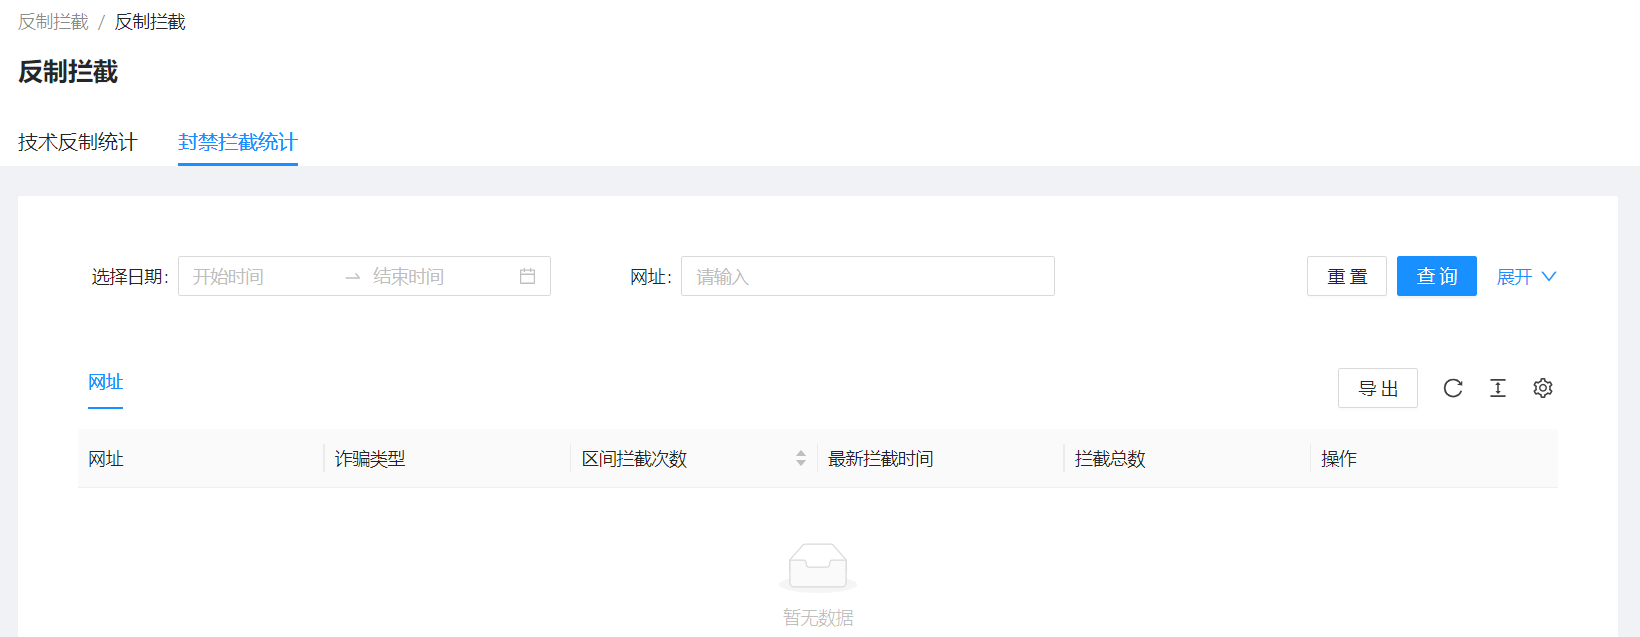 反制拦截 / 反制拦截
反制拦截
技术反制统计 封禁拦截统计
选择日期: 开始时间 结束时间 网址: 请输入 重 置 查 询 展开
网址 导 出
网址 诈骗类型 区间拦截次数 最新拦截时间 拦截总数 操作
暂无数据